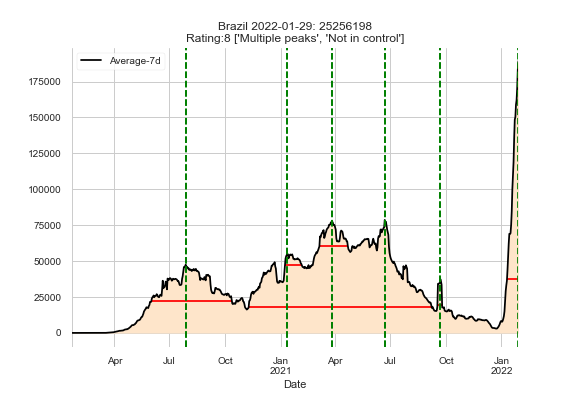 Brazil 2022-01-29: 25256198
Rating:8 ['Multiple peaks', 'Not in control']
Average-7d
175000
150000
125000
100000
75000
50000
25000
0
Apr Jul Oct Jan Apr Jul Oct Jan
2021 2022
Date